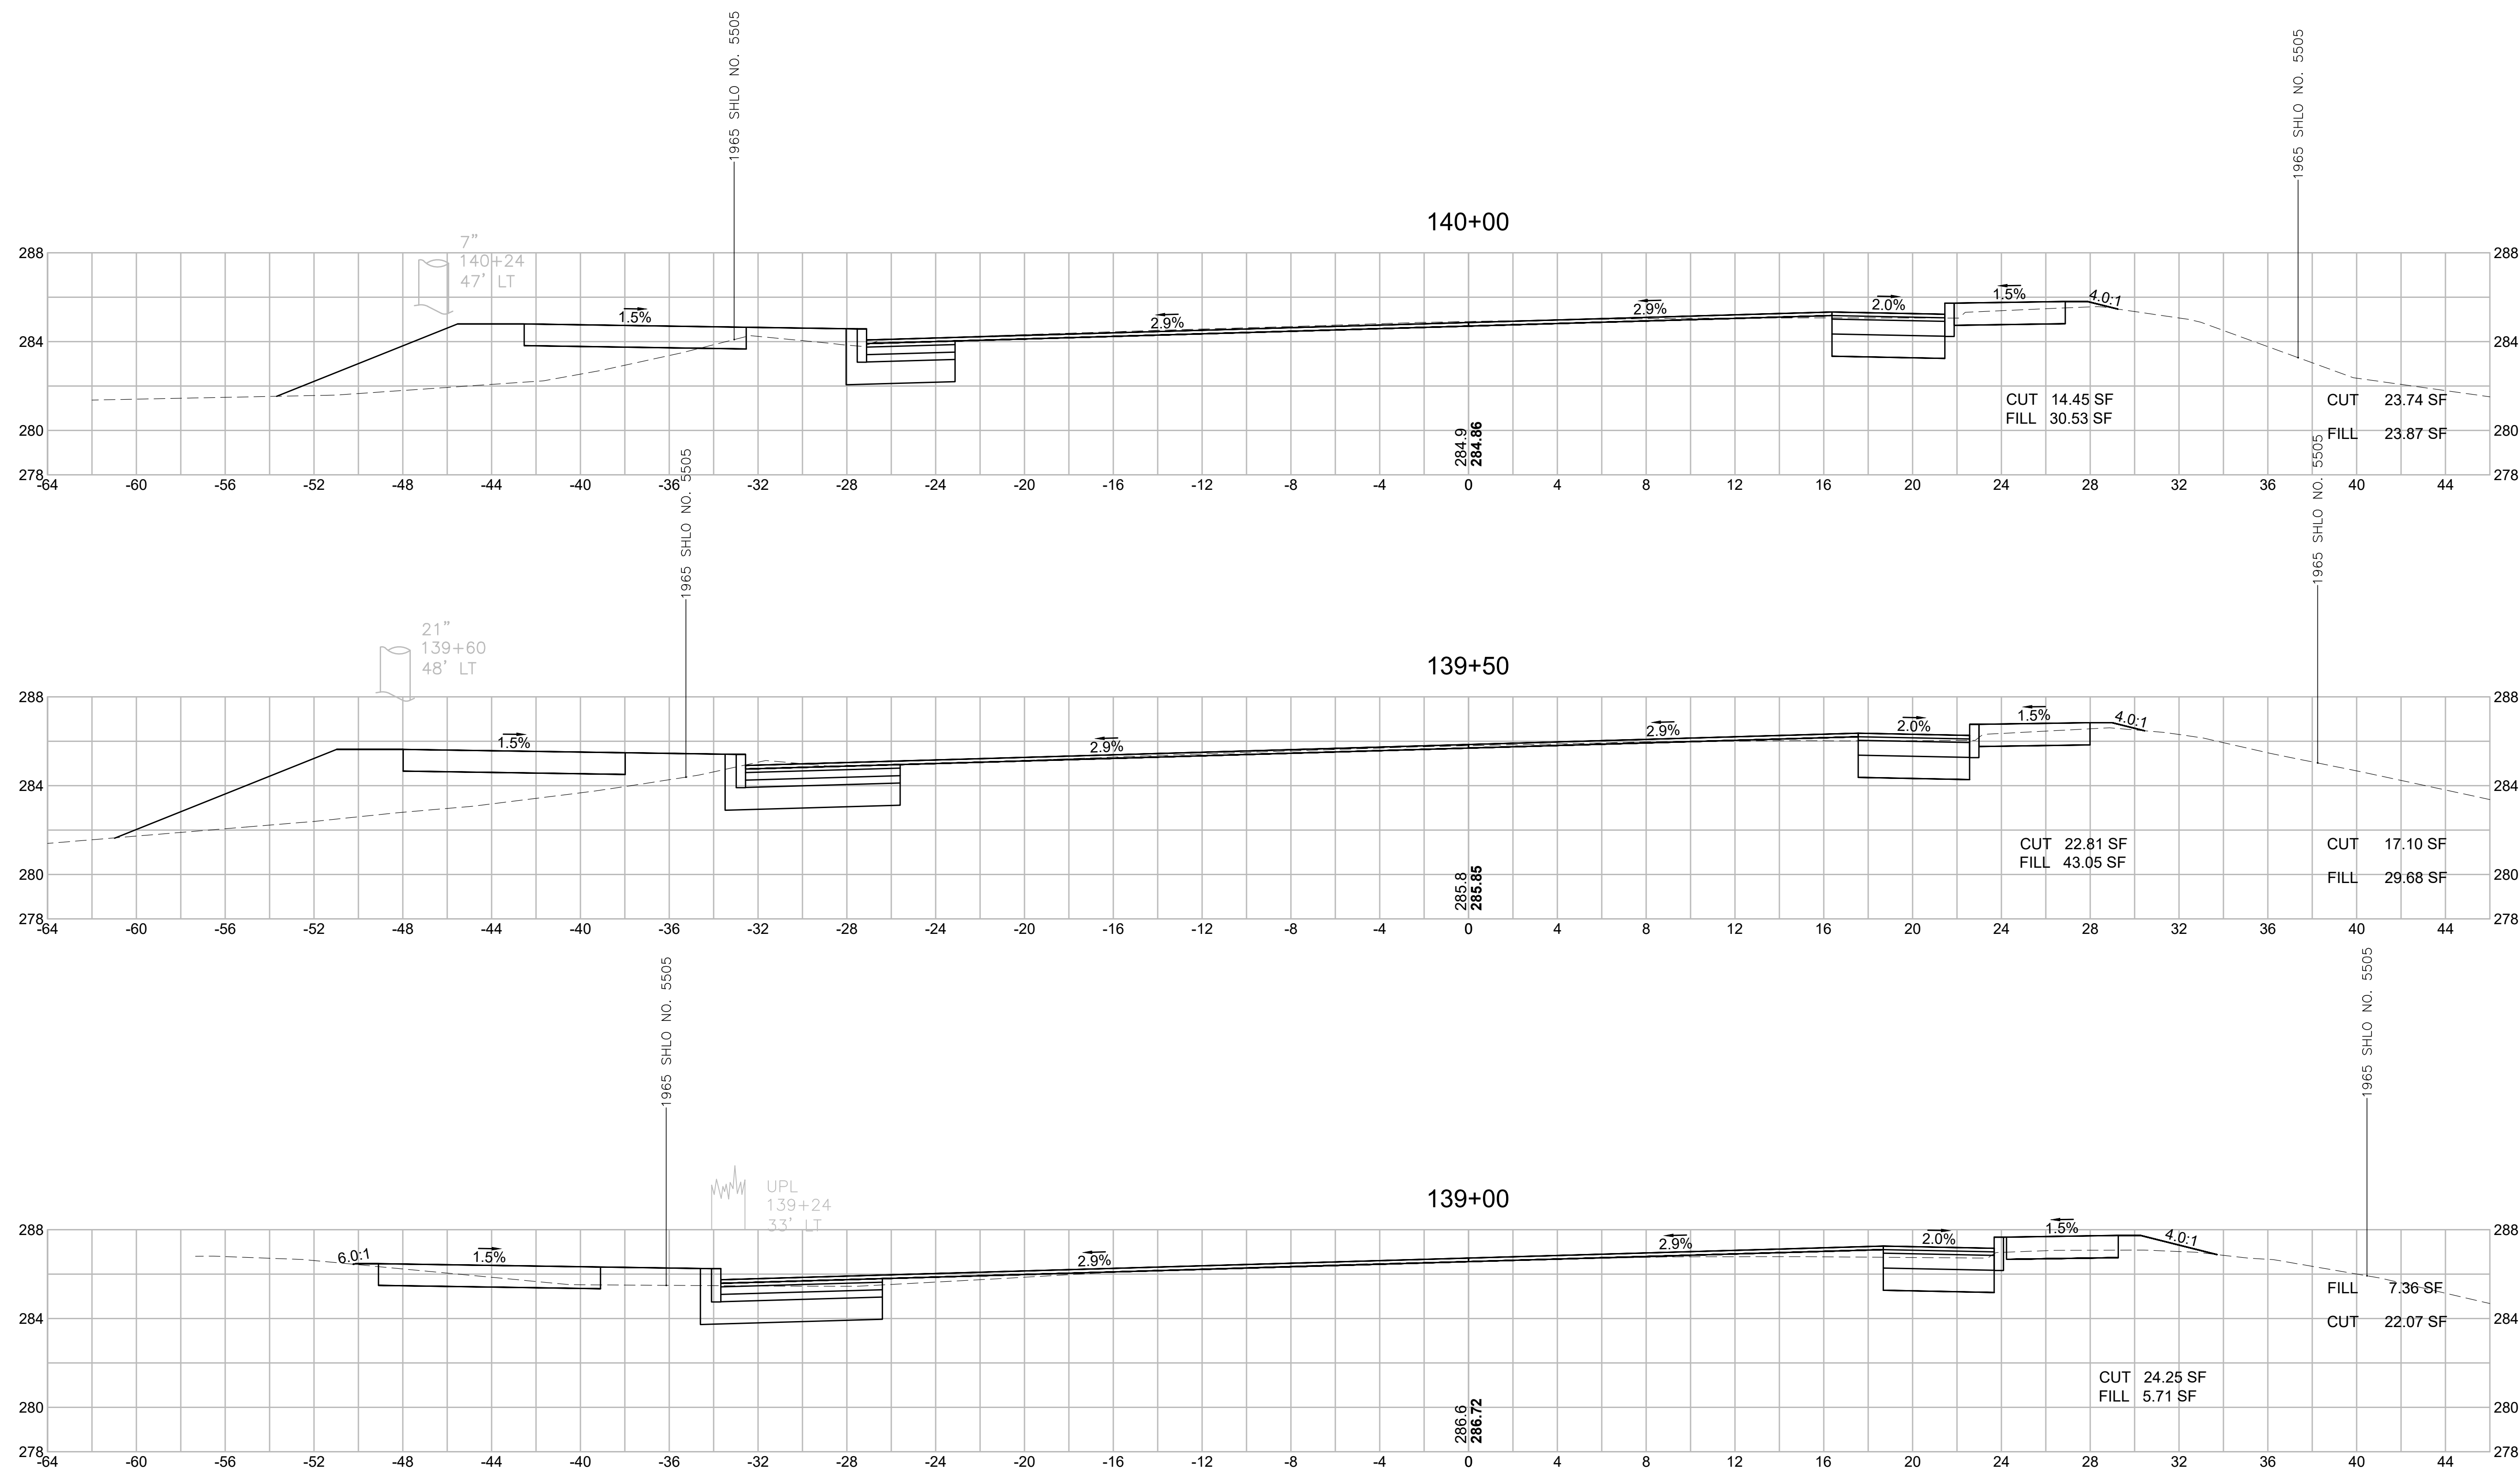 1965 SHLO NO. 5505
1965 SHLO NO. 5505
140+00
7"
140+24
47' LT
288
288
1.5%
2.9%
2.9%
2.0%
1.5%
4.0:1
284
284
CUT 14.45 SF
FILL 30.53 SF
CUT 23.74 SF
FILL 23.87 SF
280
280
284.9
284.86
278
278
-64 -60 -56 -52 -48 -44 -40 -36 -32 -28 -24 -20 -16 -12 -8 -4 0 4 8 12 16 20 24 28 32 36 40 44
1965 SHLO NO. 5505
1965 SHLO NO. 5505
139+50
21"
139+60
48' LT
288
288
1.5%
2.9%
2.9%
2.0%
1.5%
4.0:1
284
284
CUT 22.81 SF
FILL 43.05 SF
CUT 17.10 SF
FILL 29.68 SF
280
280
285.8
285.85
278
278
-64 -60 -56 -52 -48 -44 -40 -36 -32 -28 -24 -20 -16 -12 -8 -4 0 4 8 12 16 20 24 28 32 36 40 44
1965 SHLO NO. 5505
1965 SHLO NO. 5505
139+00
UPL
139+24
33' LT
288
288
6.0:1
1.5%
2.9%
2.9%
2.0%
1.5%
4.0:1
FILL 7.36 SF
CUT 22.07 SF
284
284
CUT 24.25 SF
FILL 5.71 SF
280
280
286.6
286.72
278
278
-64 -60 -56 -52 -48 -44 -40 -36 -32 -28 -24 -20 -16 -12 -8 -4 0 4 8 12 16 20 24 28 32 36 40 44